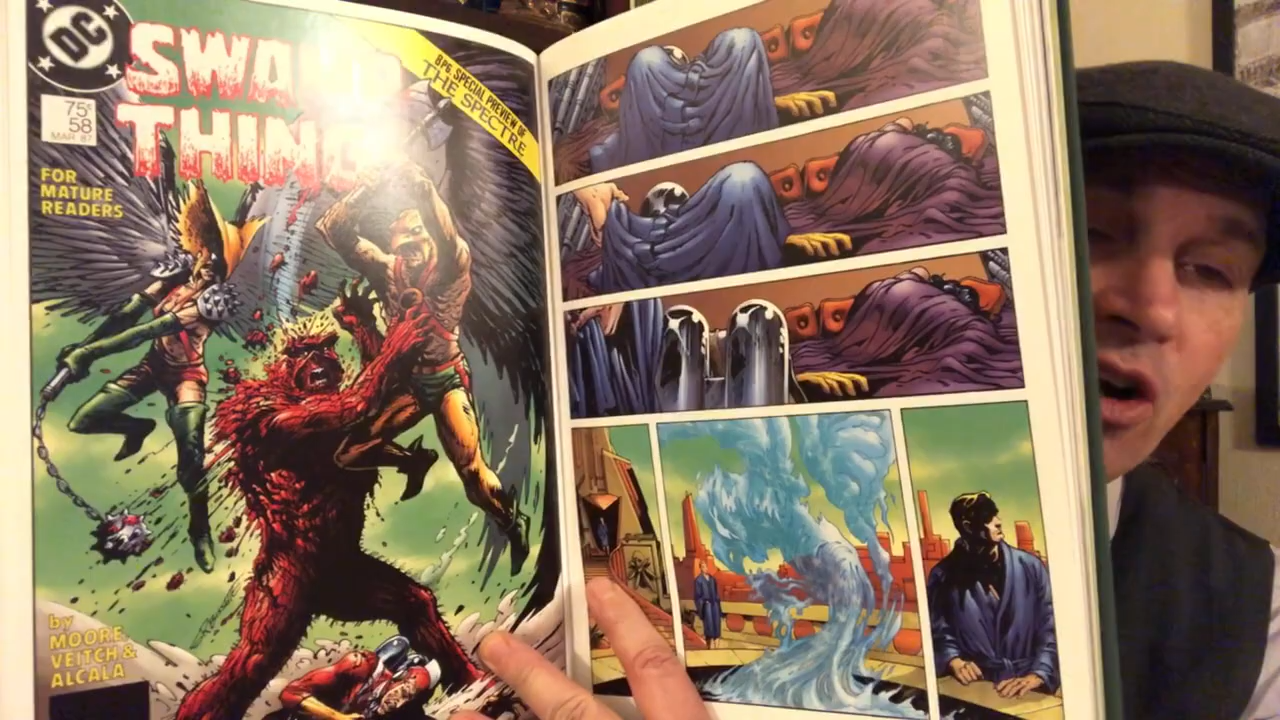 DC
SWAMP
THING
75¢
58
MAR 87
FOR
MATURE
READERS
8PG. SPECIAL PREVIEW OF
THE SPECTRE
by
MOORE,
VEITCH &
ALCALA